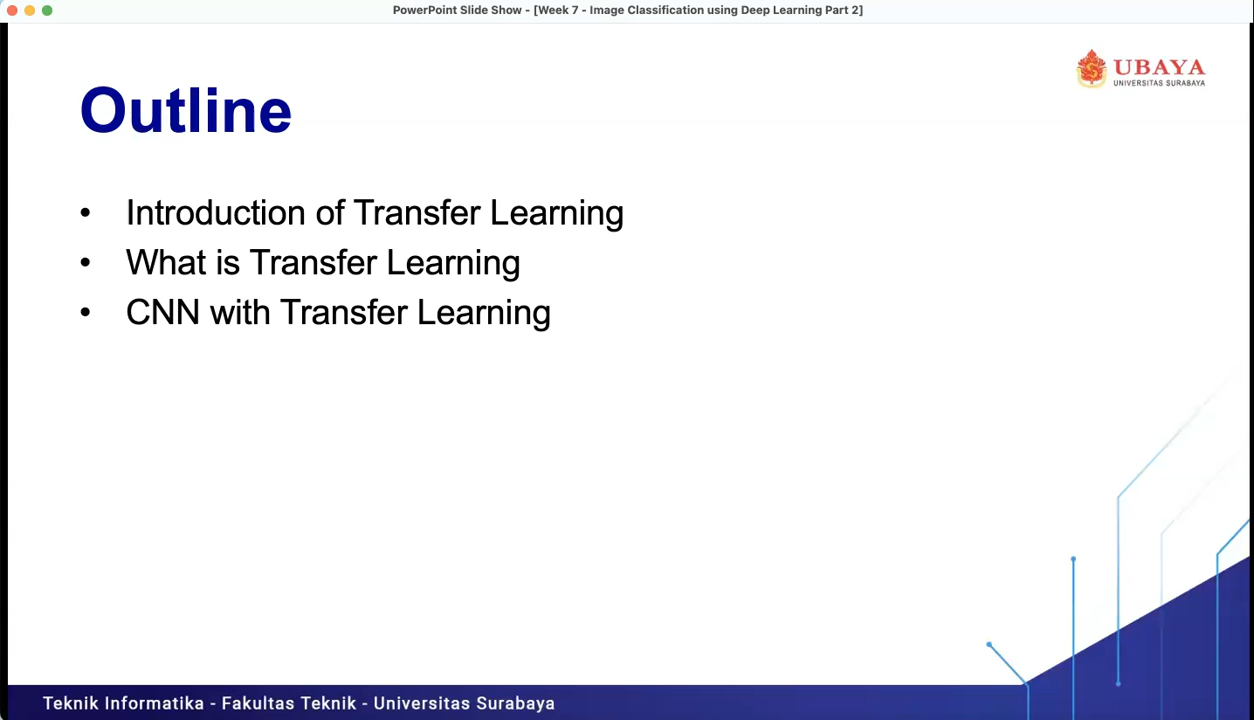 PowerPoint Slide Show - [Week 7 - Image Classification using Deep Learning Part 2]
UBAYA
UNIVERSITAS SURABAYA
Outline
• Introduction of Transfer Learning
• What is Transfer Learning
• CNN with Transfer Learning
Teknik Informatika - Fakultas Teknik - Universitas Surabaya